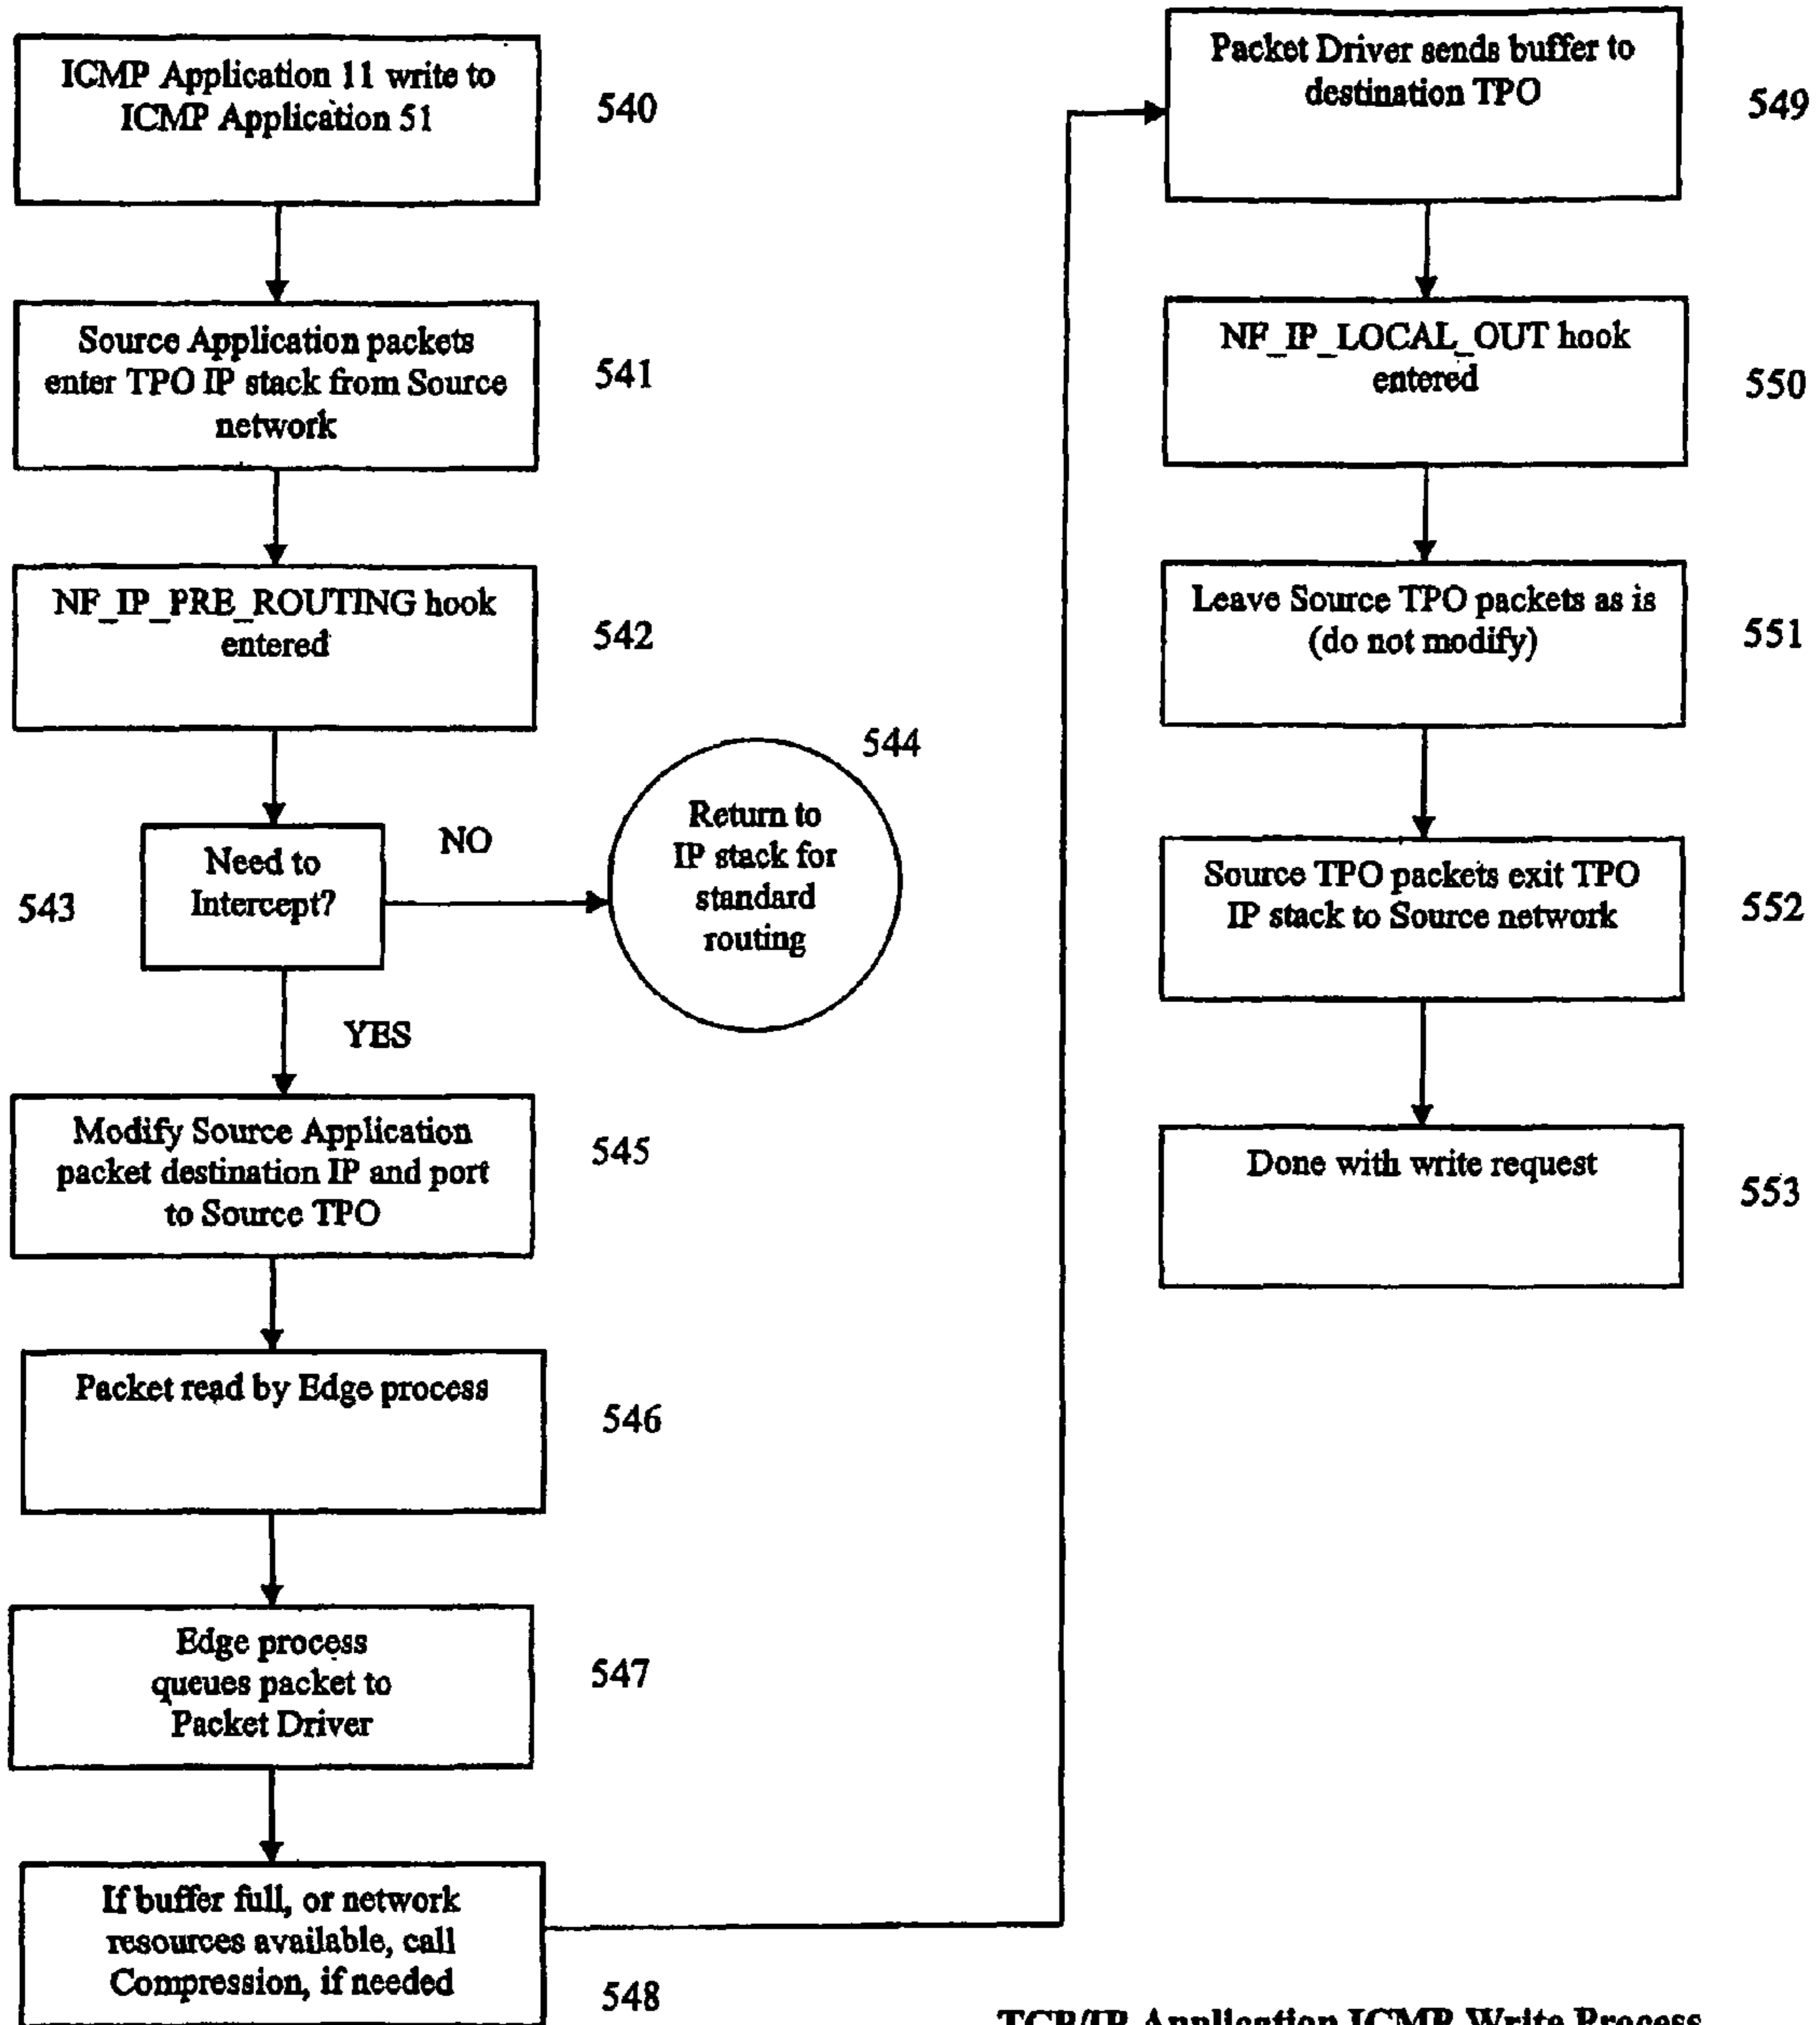 ICMP Application 11 write to
ICMP Application 51
540
Source Application packets
enter TPO IP stack from Source
network
541
NF_IP_PRE_ROUTING hook
entered
542
Need to
Intercept?
543
NO
Return to
IP stack for
standard
routing
544
YES
Modify Source Application
packet destination IP and port
to Source TPO
545
Packet read by Edge process
546
Edge process
queues packet to
Packet Driver
547
If buffer full, or network
resources available, call
Compression, if needed
548
Packet Driver sends buffer to
destination TPO
549
NF_IP_LOCAL_OUT hook
entered
550
Leave Source TPO packets as is
(do not modify)
551
Source TPO packets exit TPO
IP stack to Source network
552
Done with write request
553
TCP/IP Application ICMP Write Process